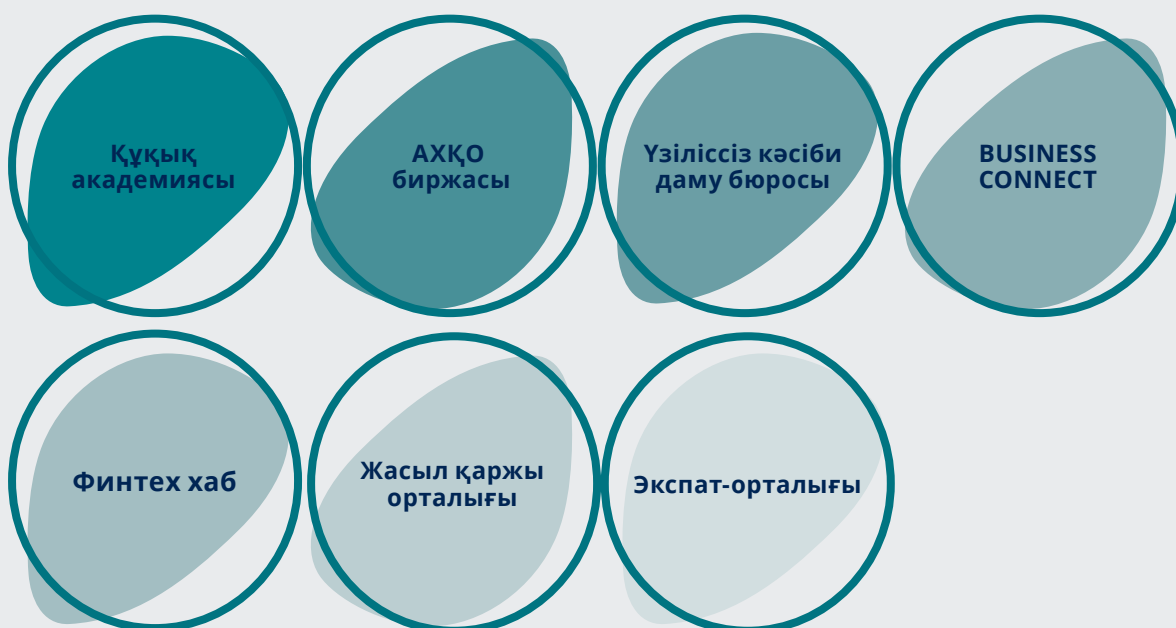 Құқық
академиясы
АХҚО
биржасы
Үзіліссіз кәсіби
даму бюросы
BUSINESS
CONNECT
Финтех хаб
Жасыл қаржы
орталығы
Экспат-орталығы